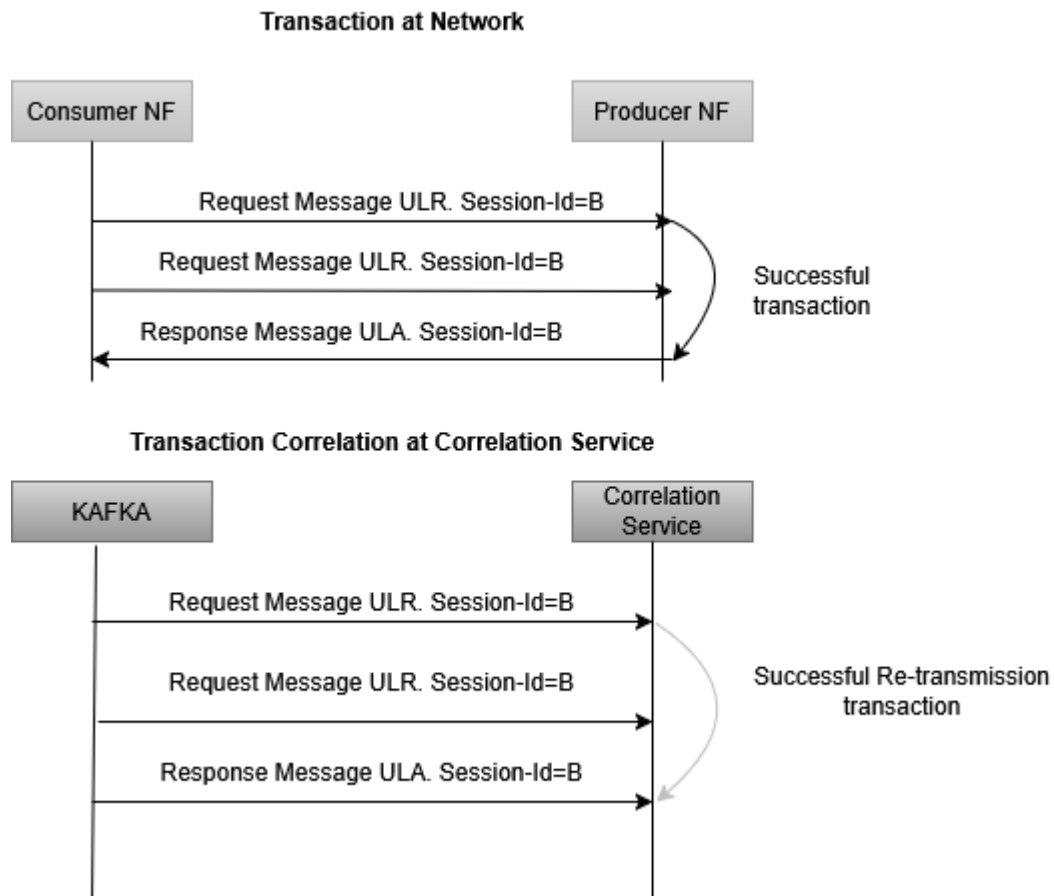 Transaction at Network
Consumer NF
Producer NF
Request Message ULR. Session-Id=B
Request Message ULR. Session-Id=B
Successful
transaction
Response Message ULA. Session-Id=B
Transaction Correlation at Correlation Service
KAFKA
Correlation
Service
Request Message ULR. Session-Id=B
Request Message ULR. Session-Id=B
Successful Re-transmission
transaction
Response Message ULA. Session-Id=B